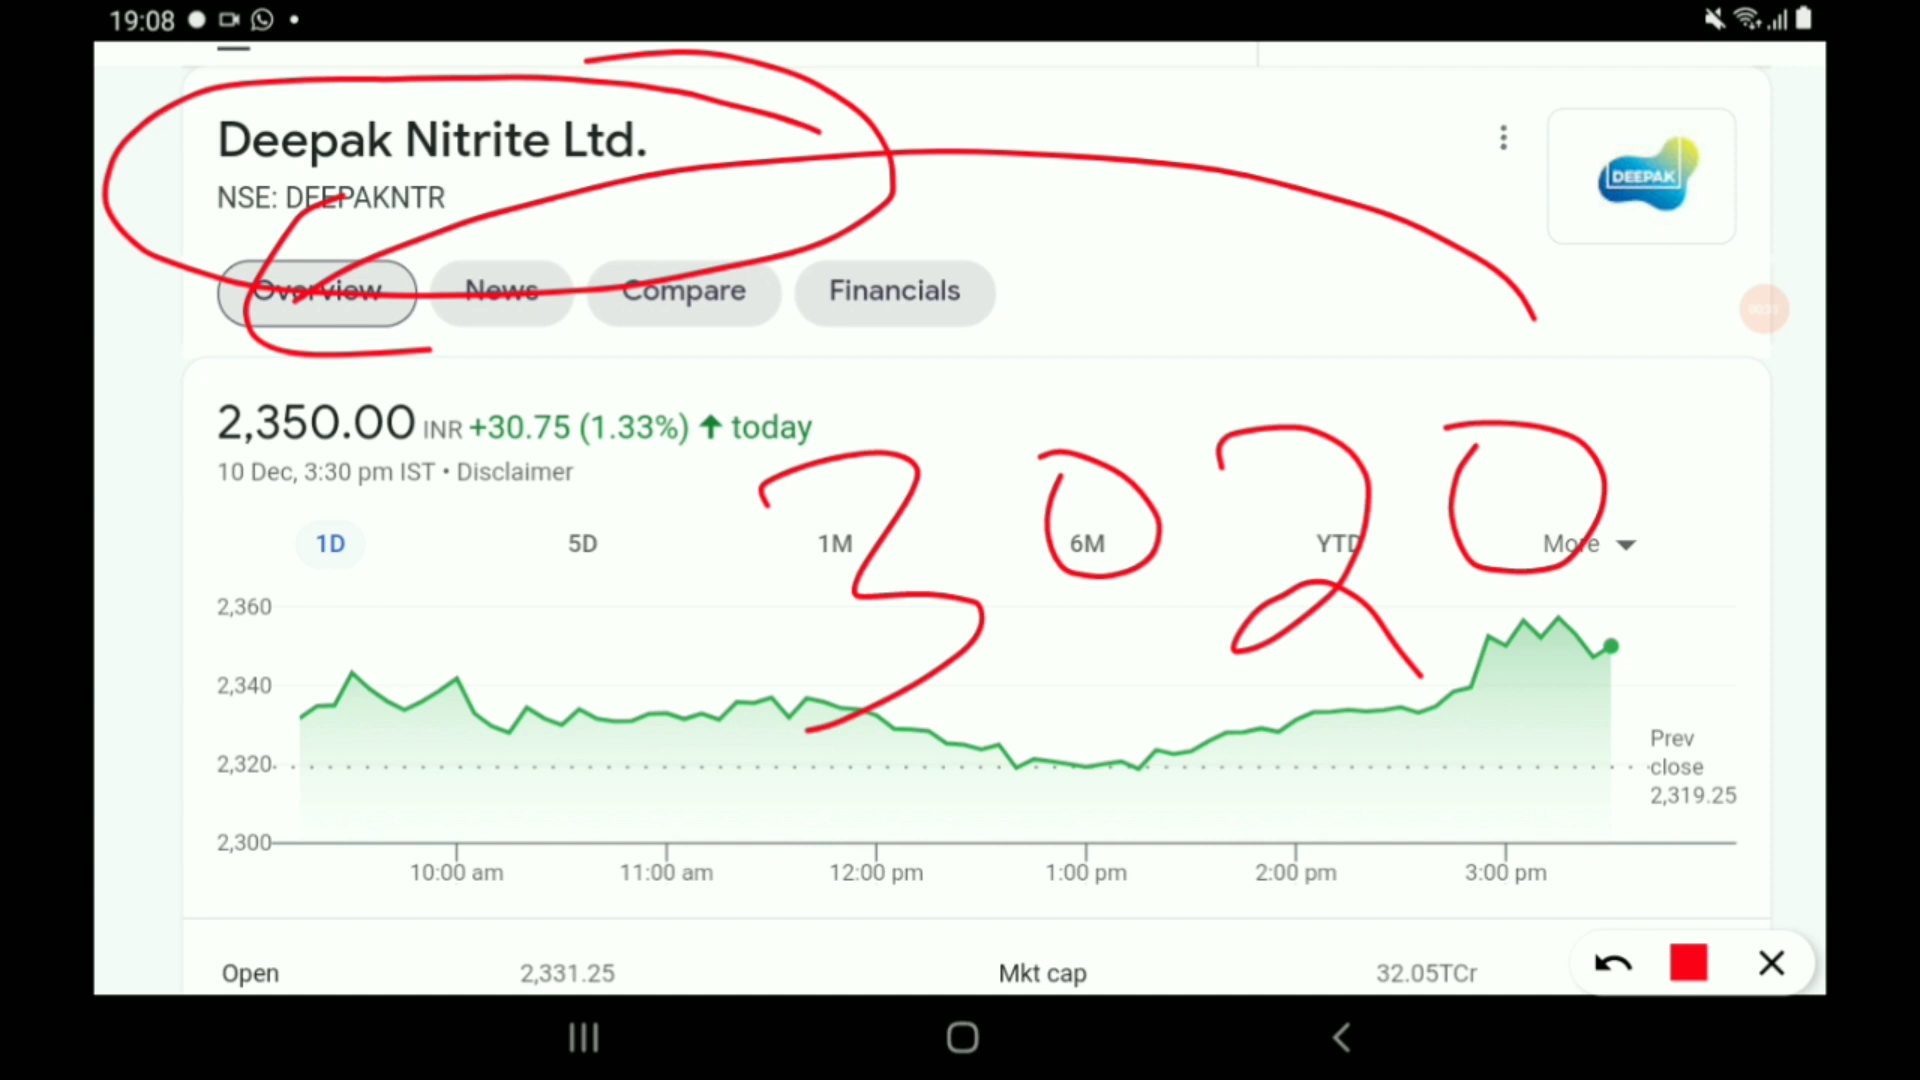 19:08
Deepak Nitrite Ltd.
NSE: DEEPAKNTR
DEEPAK
Overview News Compare Financials
2,350.00 INR +30.75 (1.33%) ↑ today
10 Dec, 3:30 pm IST • Disclaimer
3020
1D 5D 1M 6M YTD More
2,360
2,340
2,320
2,300
Prev
close
2,319.25
10:00 am 11:00 am 12:00 pm 1:00 pm 2:00 pm 3:00 pm
Open 2,331.25 Mkt cap 32.05TCr